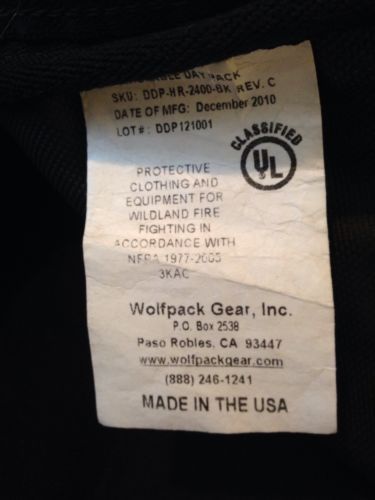 DAY PACK
SKU: DDP-HR-2400-BK REV. C
DATE OF MFG: December 2010
LOT#: DDP121001
CLASSIFIED
UL
PROTECTIVE
CLOTHING AND
EQUIPMENT FOR
WILDLAND FIRE
FIGHTING IN
ACCORDANCE WITH
NFPA 1977-2005
3KAC
Wolfpack Gear, Inc.
P.O. Box 2538
Paso Robles, CA 93447
www.wolfpackgear.com
(888) 246-1241
MADE IN THE USA